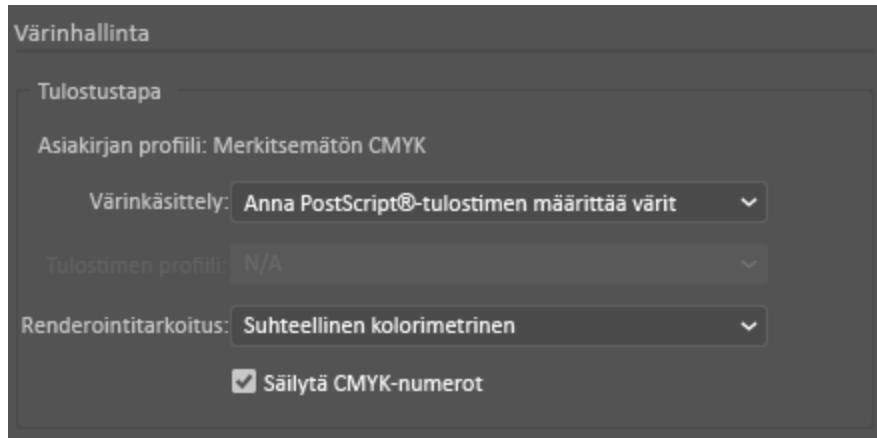 Värinhallinta
Tulostustapa
Asiakirjan profiili: Merkitsemätön CMYK
Värinkäsittely: Anna PostScript®-tulostimen määrittää värit
Tulostimen profiili: N/A
Renderointitarkoitus: Suhteellinen kolorimetrinen
Säilytä CMYK-numerot